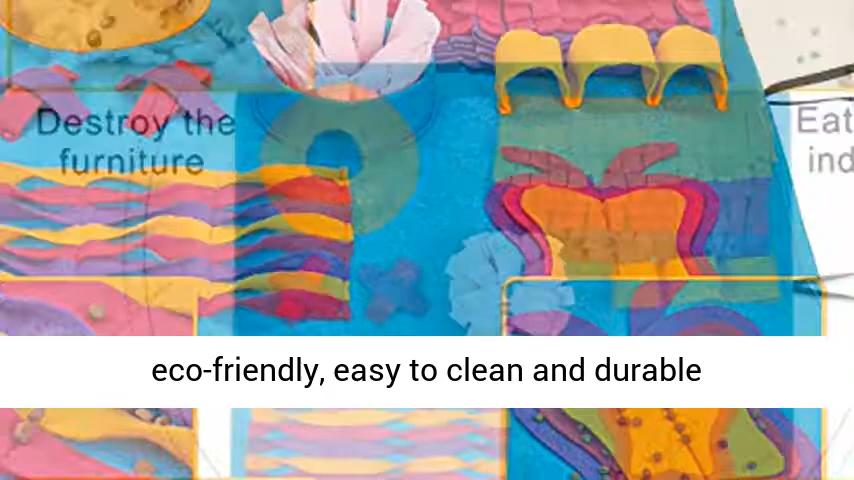 Destroy the
furniture
Eat
ind
eco-friendly, easy to clean and durable